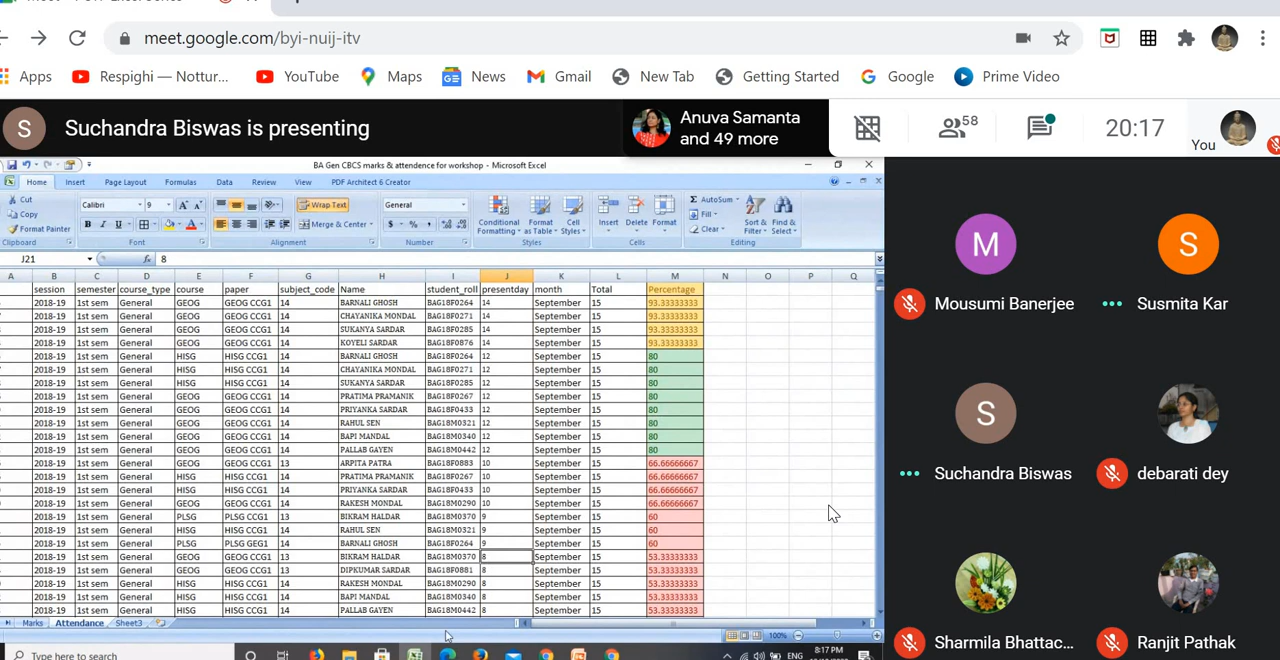 meet.google.com/byi-nuij-itv
Apps Respighi — Nottur... YouTube Maps News Gmail New Tab Getting Started Google Prime Video
S Suchandra Biswas is presenting
Anuva Samanta
and 49 more
58
20:17
You
BA Gen CBCS marks & attendence for workshop - Microsoft Excel
Home Insert Page Layout Formulas Data Review View PDF Architect 6 Creator
Cut
Copy
Format Painter
Clipboard
Calibri 9
B I U
Font
Wrap Text
Merge & Center
Alignment
General
$ % ,
Number
Conditional Formatting Format as Table Cell Styles
Styles
Insert Delete Format
Cells
AutoSum
Fill
Clear
Sort & Filter Find & Select
Editing
J21 fx 8
A B C D E F G H I J K L M N O P Q
session semester course_type course paper subject_code Name student_roll presentday month Total Percentage
2018-19 1st sem General GEOG GEOG CCG1 14 BARNALI GHOSH BAG18F0264 14 September 15 93.33333333
2018-19 1st sem General GEOG GEOG CCG1 14 CHAYANIKA MONDAL BAG18F0271 14 September 15 93.33333333
2018-19 1st sem General GEOG GEOG CCG1 14 SUKANYA SARDAR BAG18F0285 14 September 15 93.33333333
2018-19 1st sem General GEOG GEOG CCG1 14 KOYELI SARDAR BAG18F0876 14 September 15 93.33333333
2018-19 1st sem General HISG HISG CCG1 14 BARNALI GHOSH BAG18F0264 12 September 15 80
2018-19 1st sem General HISG HISG CCG1 14 CHAYANIKA MONDAL BAG18F0271 12 September 15 80
2018-19 1st sem General HISG HISG CCG1 14 SUKANYA SARDAR BAG18F0285 12 September 15 80
2018-19 1st sem General GEOG GEOG CCG1 14 PRATIMA PRAMANIK BAG18F0267 12 September 15 80
2018-19 1st sem General GEOG GEOG CCG1 14 PRIYANKA SARDAR BAG18F0433 12 September 15 80
2018-19 1st sem General GEOG GEOG CCG1 14 RAHUL SEN BAG18M0321 12 September 15 80
2018-19 1st sem General GEOG GEOG CCG1 14 BAPI MANDAL BAG18M0330 12 September 15 80
2018-19 1st sem General GEOG GEOG CCG1 14 PALLAB GAYEN BAG18M0442 12 September 15 80
2018-19 1st sem General GEOG GEOG CCG1 13 ARPITA PATRA BAG18F0883 10 September 15 66.66666667
2018-19 1st sem General HISG HISG CCG1 14 PRATIMA PRAMANIK BAG18F0267 10 September 15 66.66666667
2018-19 1st sem General HISG HISG CCG1 14 PRIYANKA SARDAR BAG18F0433 10 September 15 66.66666667
2018-19 1st sem General GEOG GEOG CCG1 14 RAKESH MONDAL BAG18M0290 10 September 15 66.66666667
2018-19 1st sem General PLSG PLSG CCG1 13 BIKRAM HALDAR BAG18M0370 9 September 15 60
2018-19 1st sem General HISG HISG CCG1 14 RAHUL SEN BAG18M0321 9 September 15 60
2018-19 1st sem General PLSG PLSG GEG1 14 BARNALI GHOSH BAG18F0264 9 September 15 60
2018-19 1st sem General GEOG GEOG CCG1 13 BIKRAM HALDAR BAG18M0370 8 September 15 53.33333333
2018-19 1st sem General GEOG GEOG CCG1 13 DIPKUMAR SARDAR BAG18F0881 8 September 15 53.33333333
2018-19 1st sem General HISG HISG CCG1 14 RAKESH MONDAL BAG18M0290 8 September 15 53.33333333
2018-19 1st sem General HISG HISG CCG1 14 BAPI MANDAL BAG18M0330 8 September 15 53.33333333
2018-19 1st sem General HISG HISG CCG1 14 PALLAB GAYEN BAG18M0442 8 September 15 53.33333333
Marks Attendance Sheet3
100%
Type here to search
ENG 8:17 PM
M S
Mousumi Banerjee Susmita Kar
S
Suchandra Biswas debarati dey
Sharmila Bhattac... Ranjit Pathak